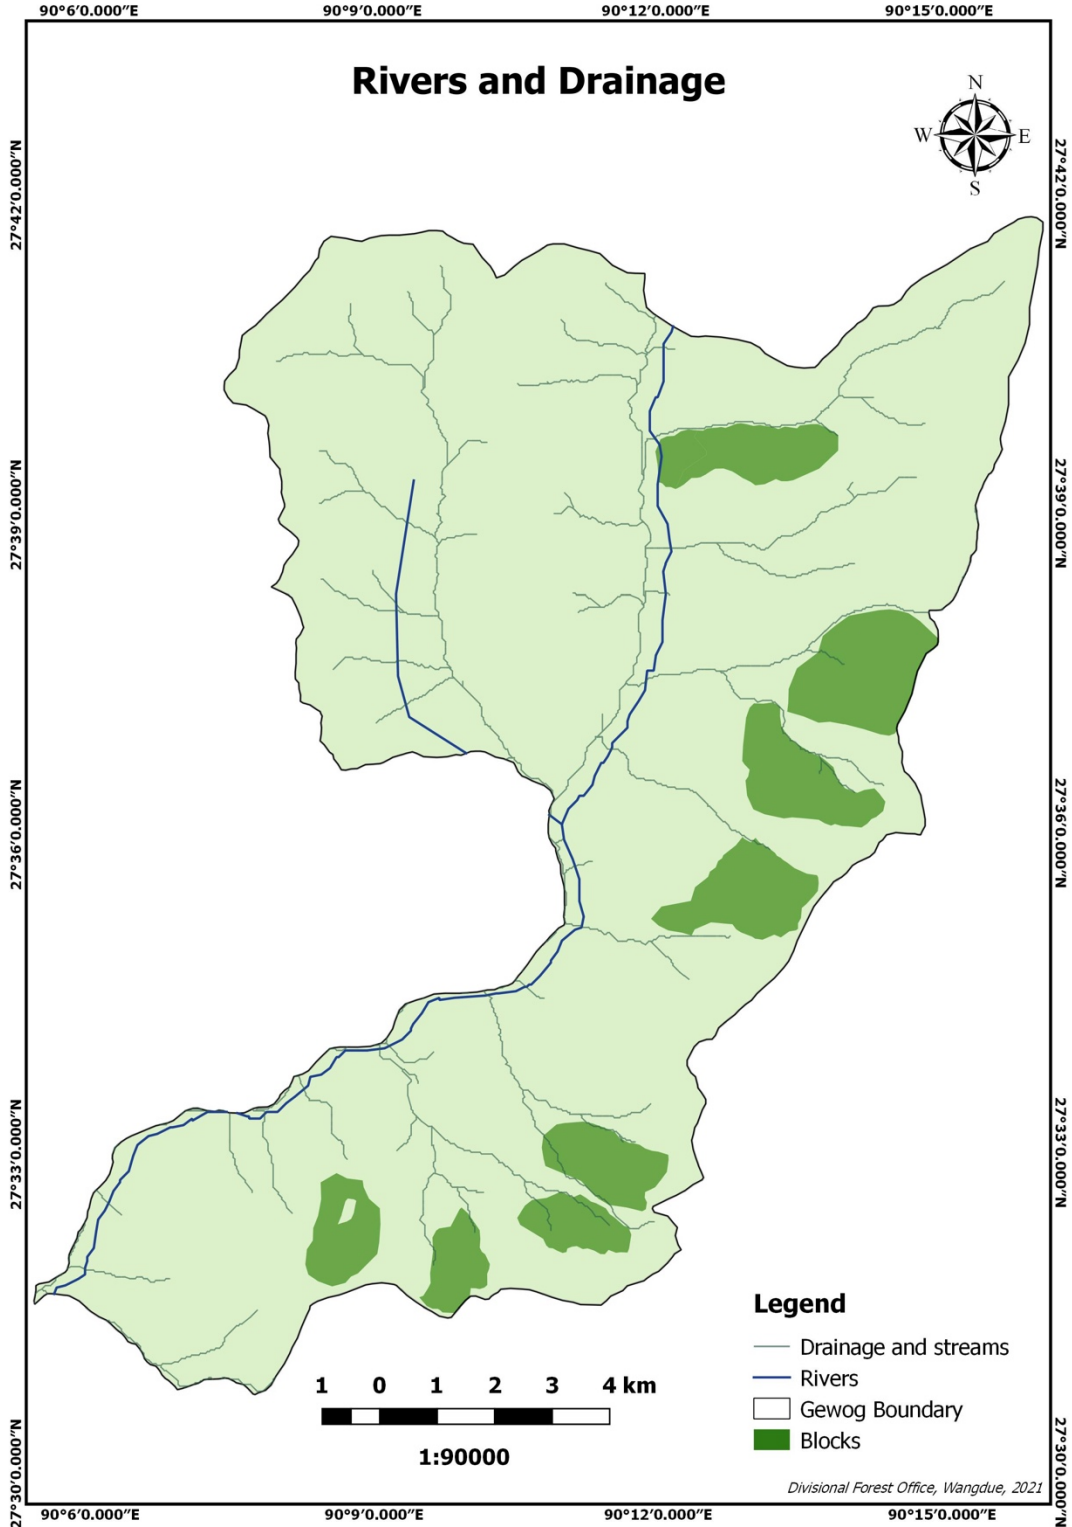 90°6′0.000″E 90°9′0.000″E 90°12′0.000″E 90°15′0.000″E
Rivers and Drainage
N
W E
S
27°42′0.000″N 27°42′0.000″N
27°39′0.000″N 27°39′0.000″N
27°36′0.000″N 27°36′0.000″N
27°33′0.000″N 27°33′0.000″N
Legend
Drainage and streams
Rivers
Gewog Boundary
Blocks
1 0 1 2 3 4 km
1:90000
27°30′0.000″N 27°30′0.000″N
Divisional Forest Office, Wangdue, 2021
90°6′0.000″E 90°9′0.000″E 90°12′0.000″E 90°15′0.000″E